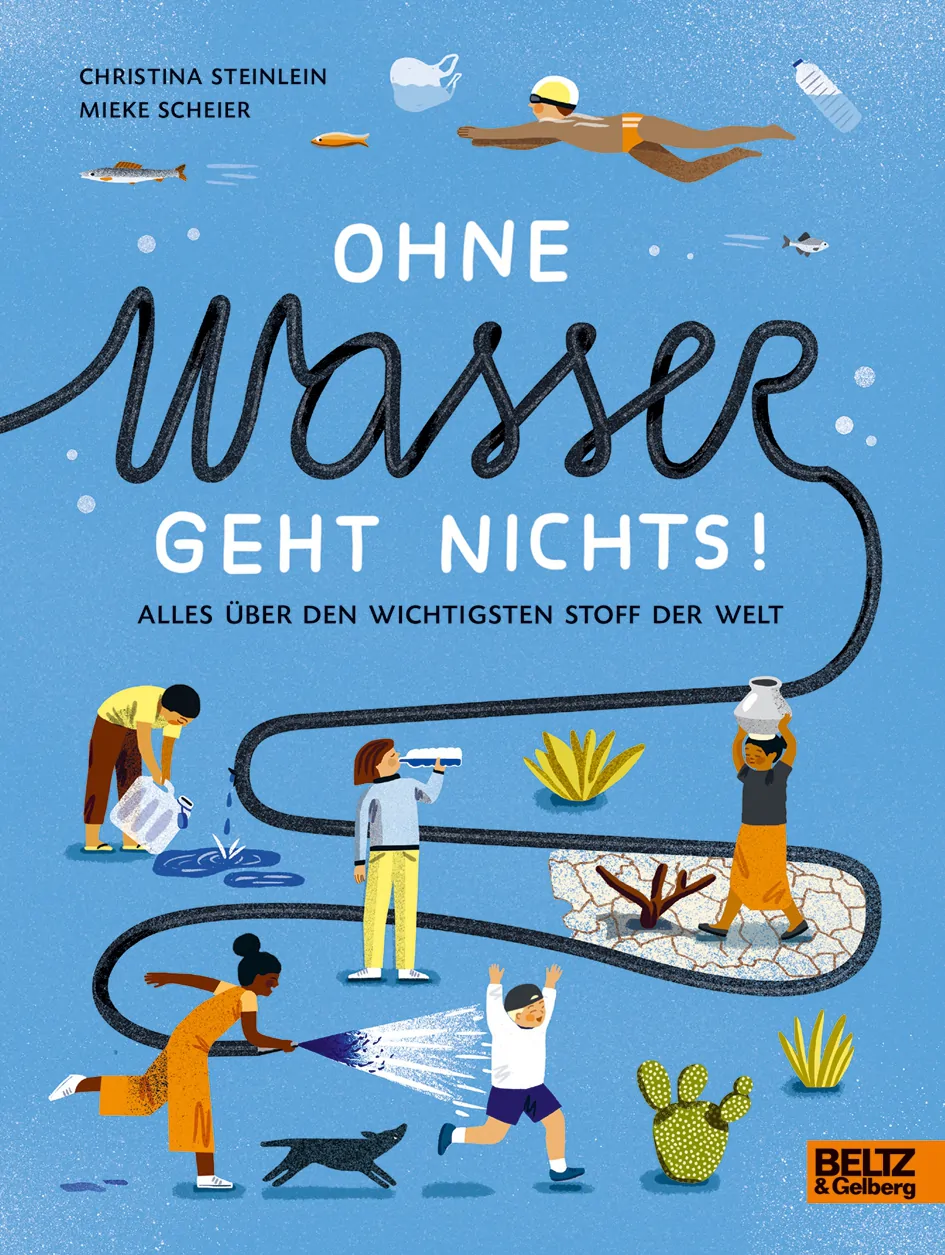 CHRISTINA STEINLEIN
MIEKE SCHEIER
OHNE
Wasser
GEHT NICHTS!
ALLES ÜBER DEN WICHTIGSTEN STOFF DER WELT
BELTZ
& Gelberg